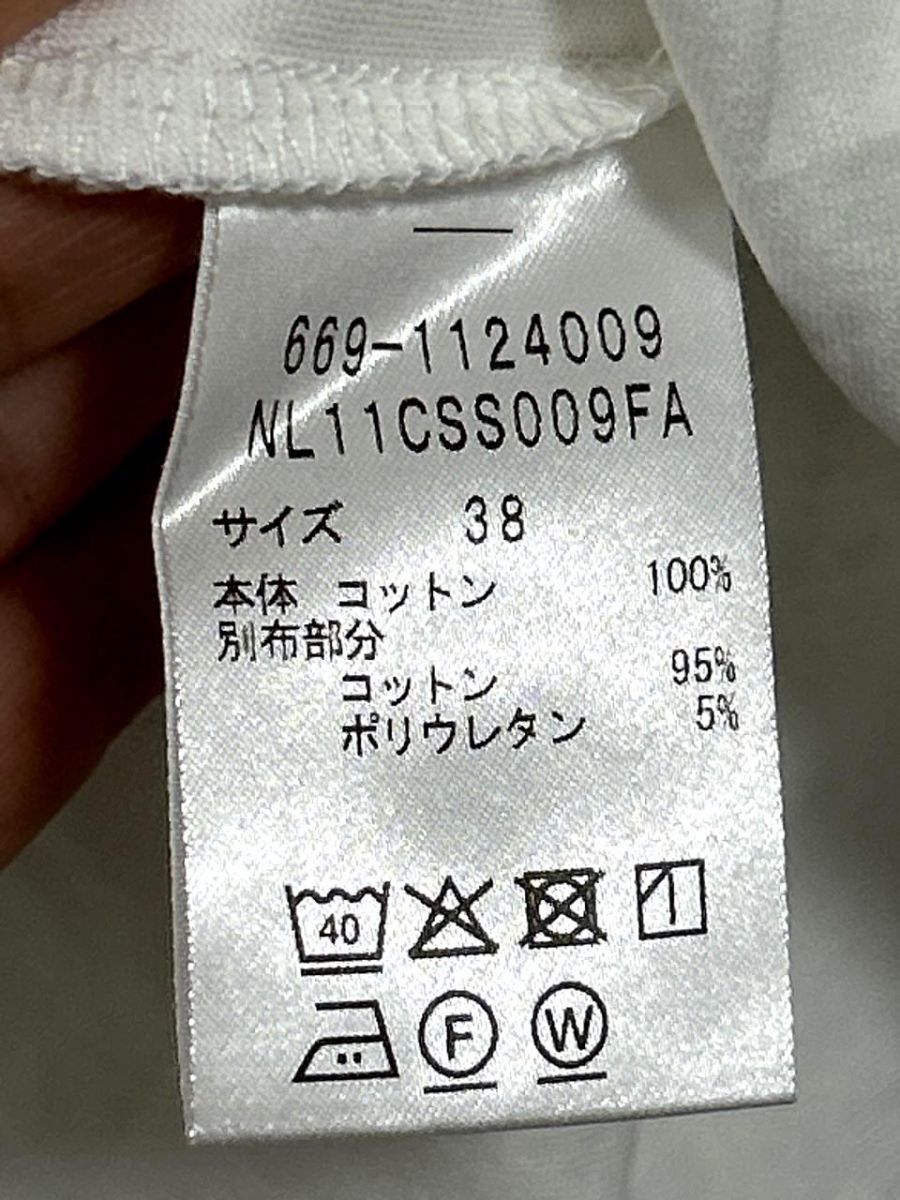 669-1124009
NL11CSS009FA
サイズ 38
本体 コットン 100%
別布部分
コットン 95%
ポリウレタン 5%
40
F W